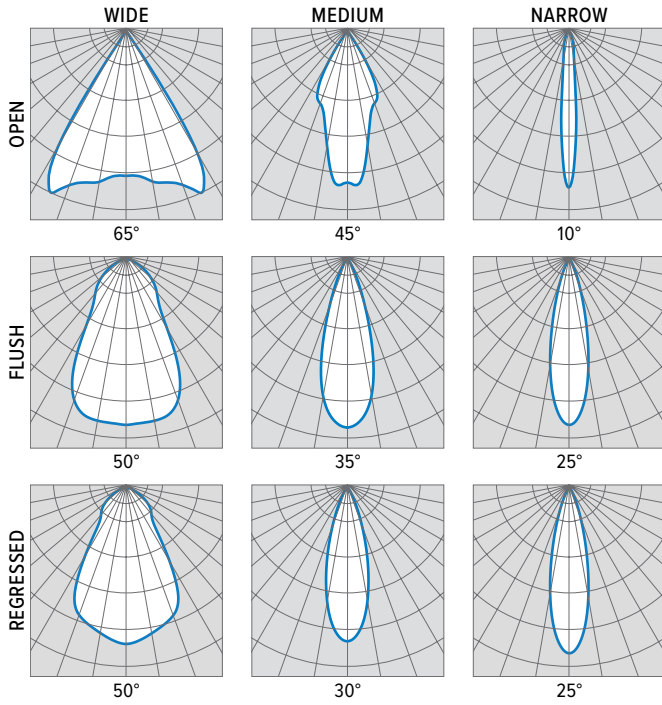 WIDE MEDIUM NARROW
OPEN
65° 45° 10°
FLUSH
50° 35° 25°
REGRESSED
50° 30° 25°